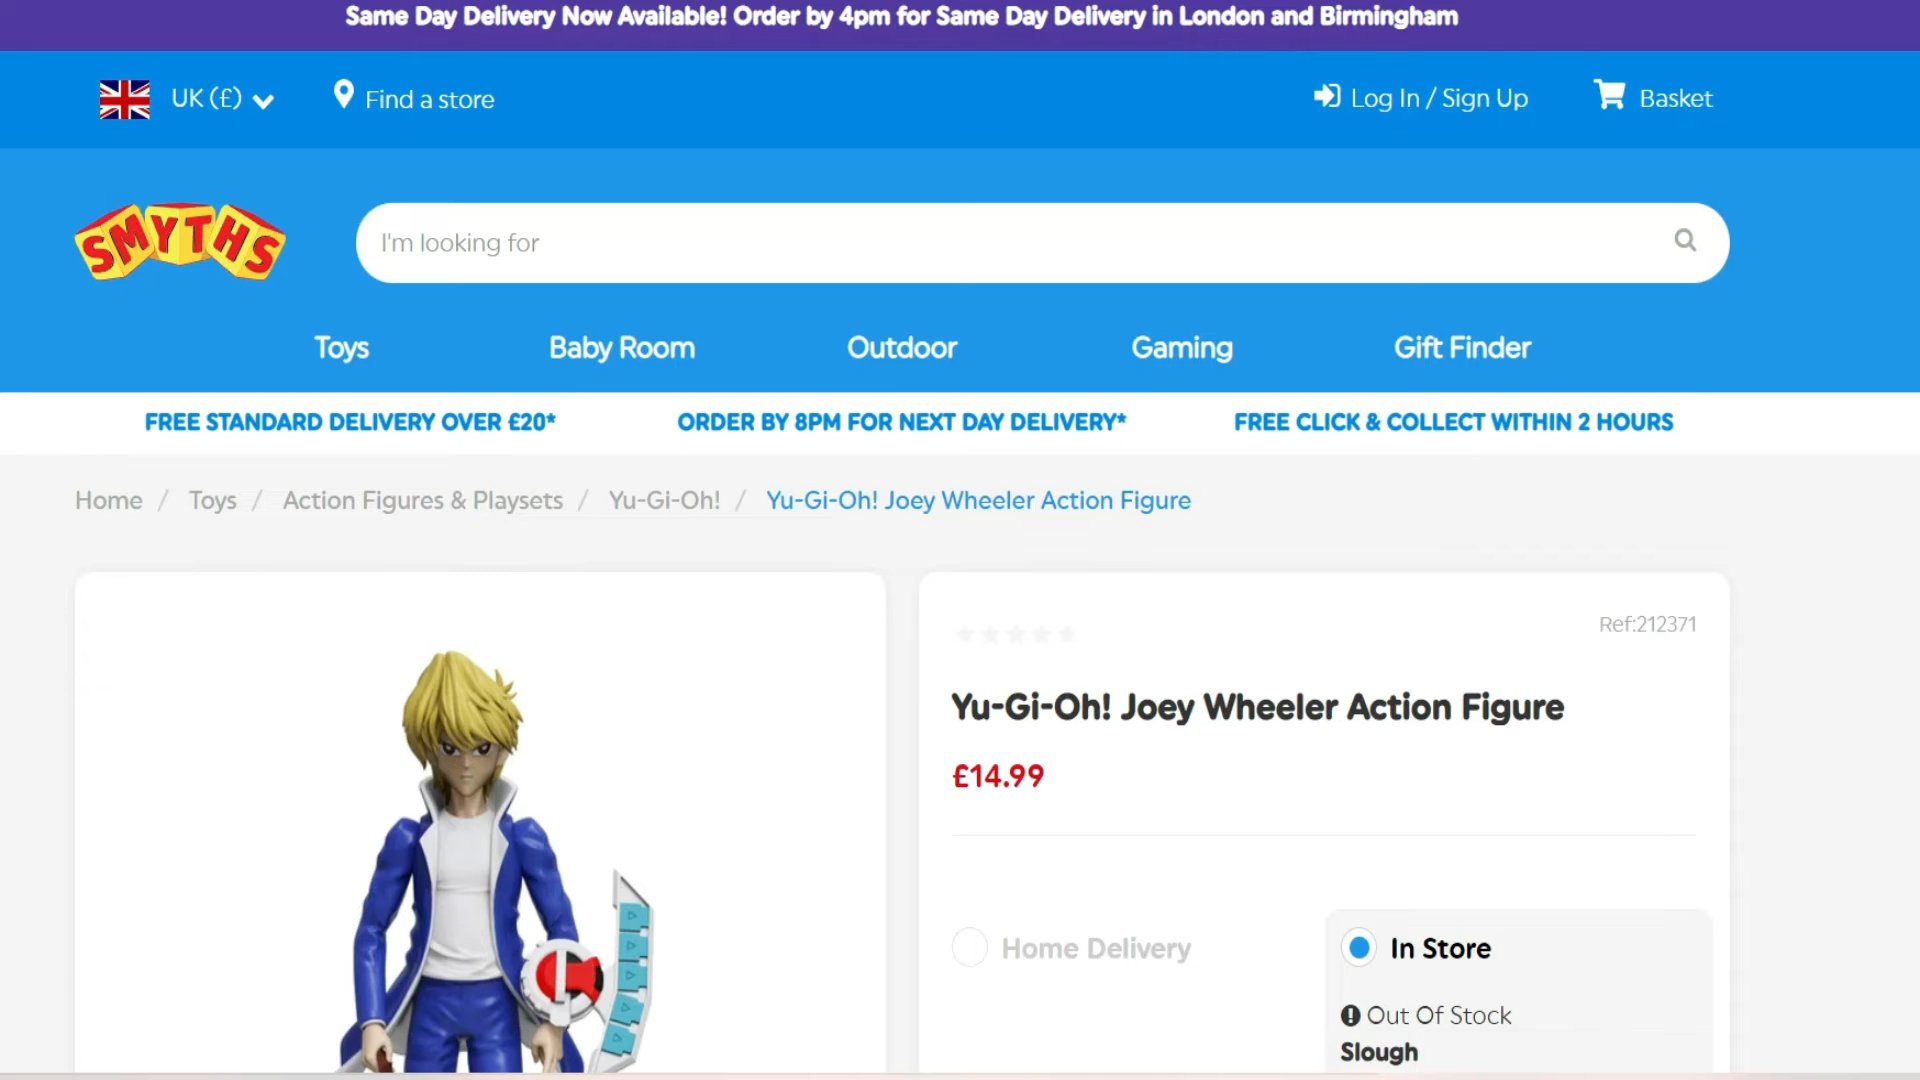 Same Day Delivery Now Available! Order by 4pm for Same Day Delivery in London and Birmingham
UK (£)
Find a store
Log In / Sign Up
Basket
SMYTHS
I'm looking for
Toys
Baby Room
Outdoor
Gaming
Gift Finder
FREE STANDARD DELIVERY OVER £20*
ORDER BY 8PM FOR NEXT DAY DELIVERY*
FREE CLICK & COLLECT WITHIN 2 HOURS
Home / Toys / Action Figures & Playsets / Yu-Gi-Oh! / Yu-Gi-Oh! Joey Wheeler Action Figure
Ref:212371
Yu-Gi-Oh! Joey Wheeler Action Figure
£14.99
Home Delivery
In Store
Out Of Stock
Slough